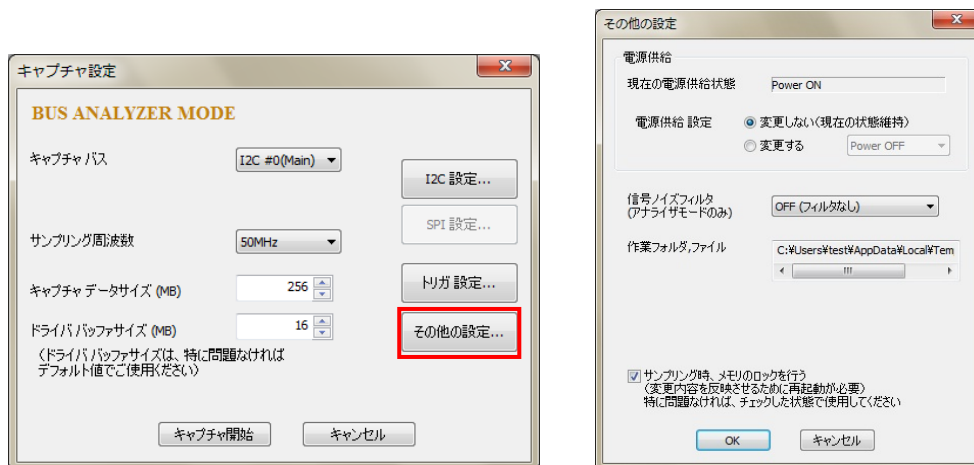 キャプチャ設定
BUS ANALYZER MODE
キャプチャ バス
I2C #0(Main)
I2C 設定...
SPI 設定...
サンプリング周波数
50MHz
キャプチャ データサイズ (MB)
256
トリガ 設定...
ドライバ バッファサイズ (MB)
16
その他の設定...
(ドライバ バッファサイズは、特に問題なければ
デフォルト値でご使用ください)
キャプチャ開始
キャンセル
その他の設定
電源供給
現在の電源供給状態
Power ON
電源供給 設定
変更しない(現在の状態維持)
変更する
Power OFF
信号ノイズフィルタ
(アナライザモードのみ)
OFF (フィルタなし)
作業フォルダ,ファイル
C:¥Users¥test¥AppData¥Local¥Tem
サンプリング時、メモリのロックを行う
(変更内容を反映させるために再起動が必要)
特に問題なければ、チェックした状態で使用してください
OK
キャンセル